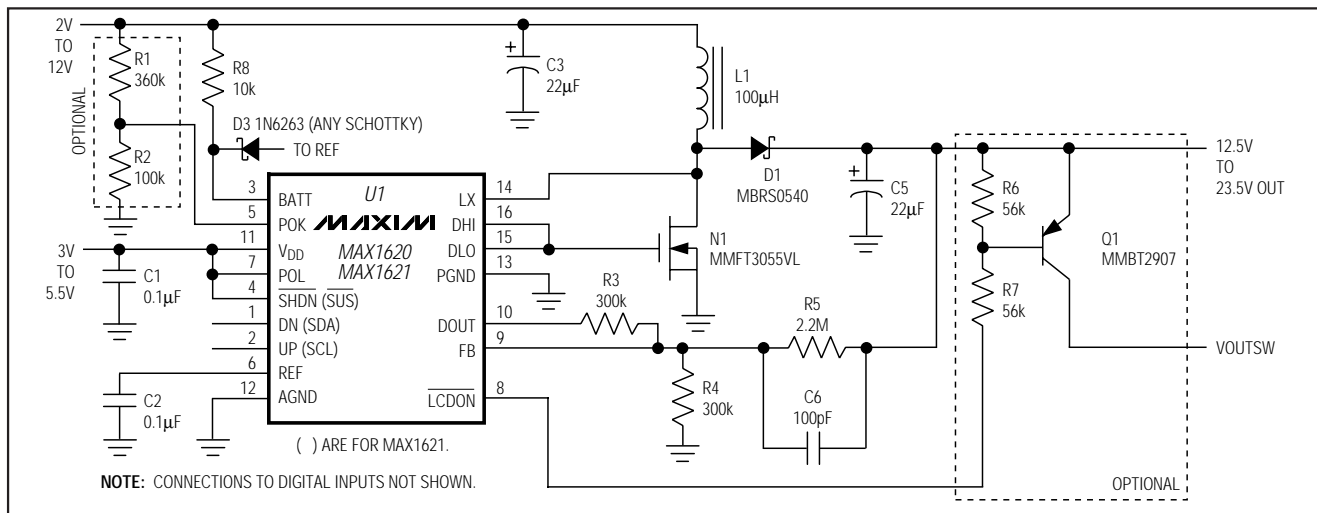 2V
TO
12V
OPTIONAL
R1
360k
R2
100k
R8
10k
D3 1N6263 (ANY SCHOTTKY)
TO REF
+
C3
22µF
L1
100µH
D1
MBRS0540
+
C5
22µF
12.5V
TO
23.5V OUT
R6
56k
R7
56k
Q1
MMBT2907
VOUTSW
OPTIONAL
3V
TO
5.5V
C1
0.1µF
C2
0.1µF
U1
MAXIM
MAX1620
MAX1621
3 BATT
5 POK
11 VDD
7 POL
4 SHDN (SUS)
1 DN (SDA)
2 UP (SCL)
6 REF
12 AGND
LX 14
DHI 16
DLO 15
PGND 13
DOUT 10
FB 9
LCDON 8
N1
MMFT3055VL
R3
300k
R4
300k
R5
2.2M
C6
100pF
( ) ARE FOR MAX1621.
NOTE: CONNECTIONS TO DIGITAL INPUTS NOT SHOWN.